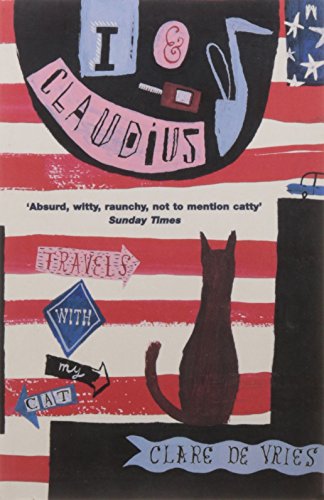 I &
CLAUDIUS
‘Absurd, witty, raunchy, not to mention catty’
Sunday Times
TRAVELS
WITH
my
CAT
CLARE DE VRIES